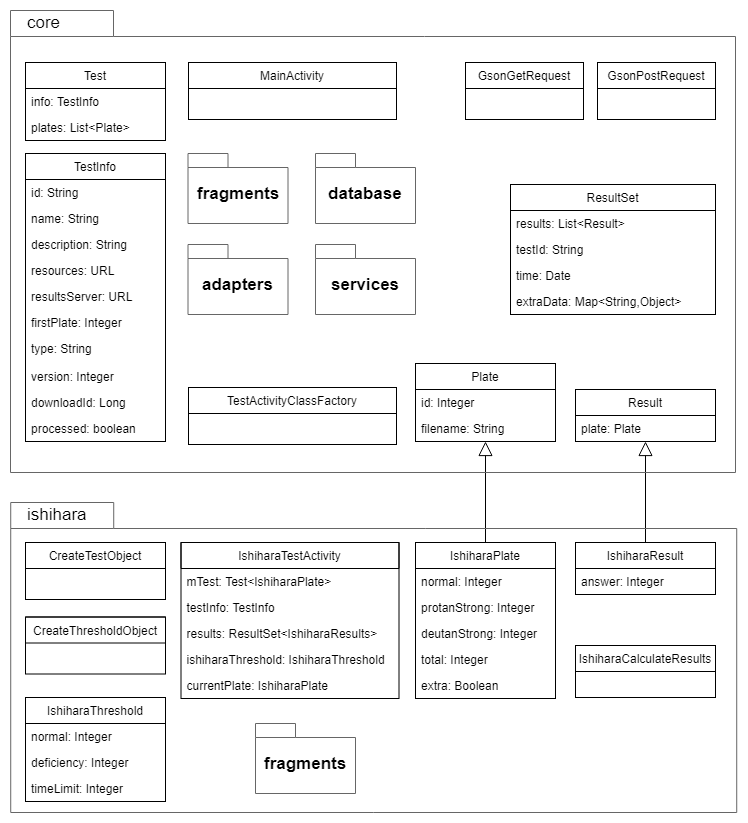 core
Test
info: TestInfo
plates: List<Plate>
MainActivity
GsonGetRequest
GsonPostRequest
TestInfo
id: String
name: String
description: String
resources: URL
resultsServer: URL
firstPlate: Integer
type: String
version: Integer
downloadId: Long
processed: boolean
fragments
database
adapters
services
ResultSet
results: List<Result>
testId: String
time: Date
extraData: Map<String,Object>
TestActivityClassFactory
Plate
id: Integer
filename: String
Result
plate: Plate
ishihara
CreateTestObject
CreateThresholdObject
IshiharaThreshold
normal: Integer
deficiency: Integer
timeLimit: Integer
IshiharaTestActivity
mTest: Test<IshiharaPlate>
testInfo: TestInfo
results: ResultSet<IshiharaResults>
ishiharaThreshold: IshiharaThreshold
currentPlate: IshiharaPlate
fragments
IshiharaPlate
normal: Integer
protanStrong: Integer
deutanStrong: Integer
total: Integer
extra: Boolean
IshiharaResult
answer: Integer
IshiharaCalculateResults